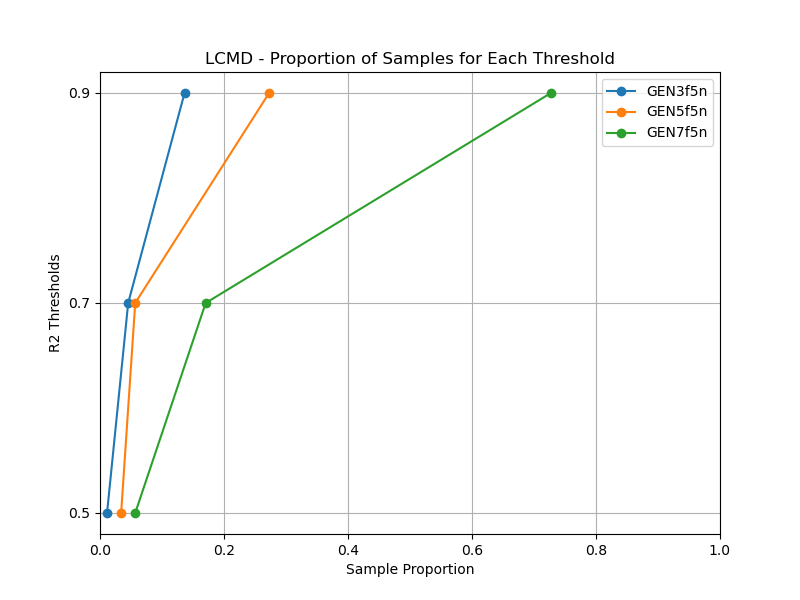 LCMD - Proportion of Samples for Each Threshold
GEN3f5n
GEN5f5n
GEN7f5n
R2 Thresholds
0.9
0.7
0.5
0.0 0.2 0.4 0.6 0.8 1.0
Sample Proportion